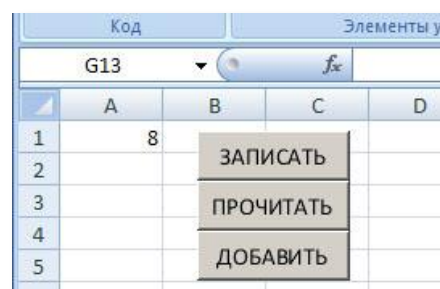 Код Элементы у
G13 fx
A B C D
1 8 ЗАПИСАТЬ
2
3 ПРОЧИТАТЬ
4
5 ДОБАВИТЬ